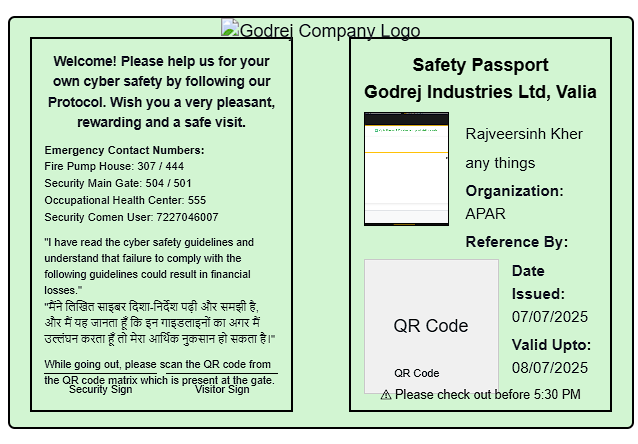 Godrej Company Logo
Welcome! Please help us for your
own cyber safety by following our
Protocol. Wish you a very pleasant,
rewarding and a safe visit.
Emergency Contact Numbers:
Fire Pump House: 307 / 444
Security Main Gate: 504 / 501
Occupational Health Center: 555
Security Comen User: 7227046007
"I have read the cyber safety guidelines and
understand that failure to comply with the
following guidelines could result in financial
losses."
"मैंने लिखित साइबर दिशा-निर्देश पढ़ी और समझी है,
और मैं यह जानता हूँ कि इन गाइडलाइनों का अगर मैं
उल्लंघन करता हूँ तो मेरा आर्थिक नुकसान हो सकता है।"
While going out, please scan the QR code from
the QR code matrix which is present at the gate.
Security Sign Visitor Sign
Safety Passport
Godrej Industries Ltd, Valia
Rajveersinh Kher
any things
Organization:
APAR
Reference By:
QR Code
QR Code
Date
Issued:
07/07/2025
Valid Upto:
08/07/2025
⚠ Please check out before 5:30 PM